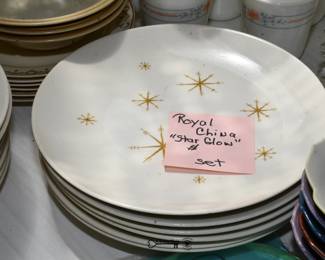 Royal
China
"Star Glow"
$
set